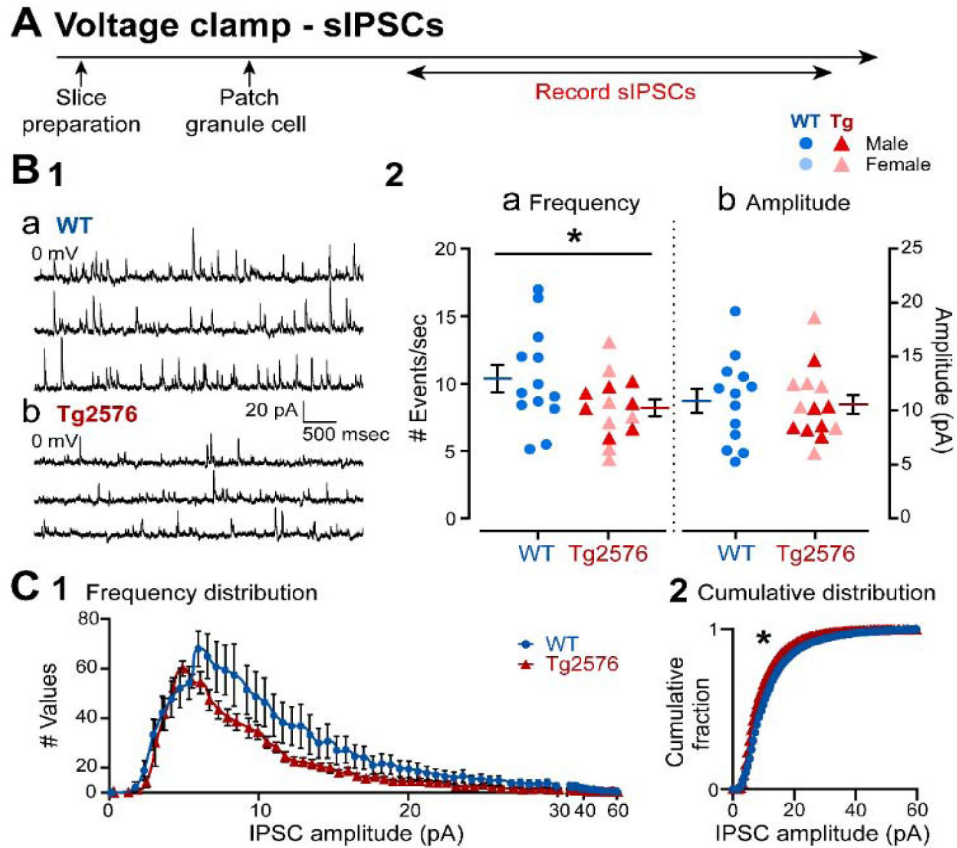 A Voltage clamp - sIPSCs
Slice preparation
Patch granule cell
Record sIPSCs
WT Tg
Male
Female
B 1
a WT
0 mV
b Tg2576
0 mV
20 pA
500 msec
2
a Frequency
b Amplitude
*
# Events/sec
20
15
10
5
0
WT Tg2576
25
20
15
10
5
0
Amplitude (pA)
WT Tg2576
C 1 Frequency distribution
# Values
80
60
40
20
0
WT
Tg2576
0 10 20 30 40 60
IPSC amplitude (pA)
2 Cumulative distribution
*
Cumulative fraction
1
0
0 20 40 60
IPSC amplitude (pA)